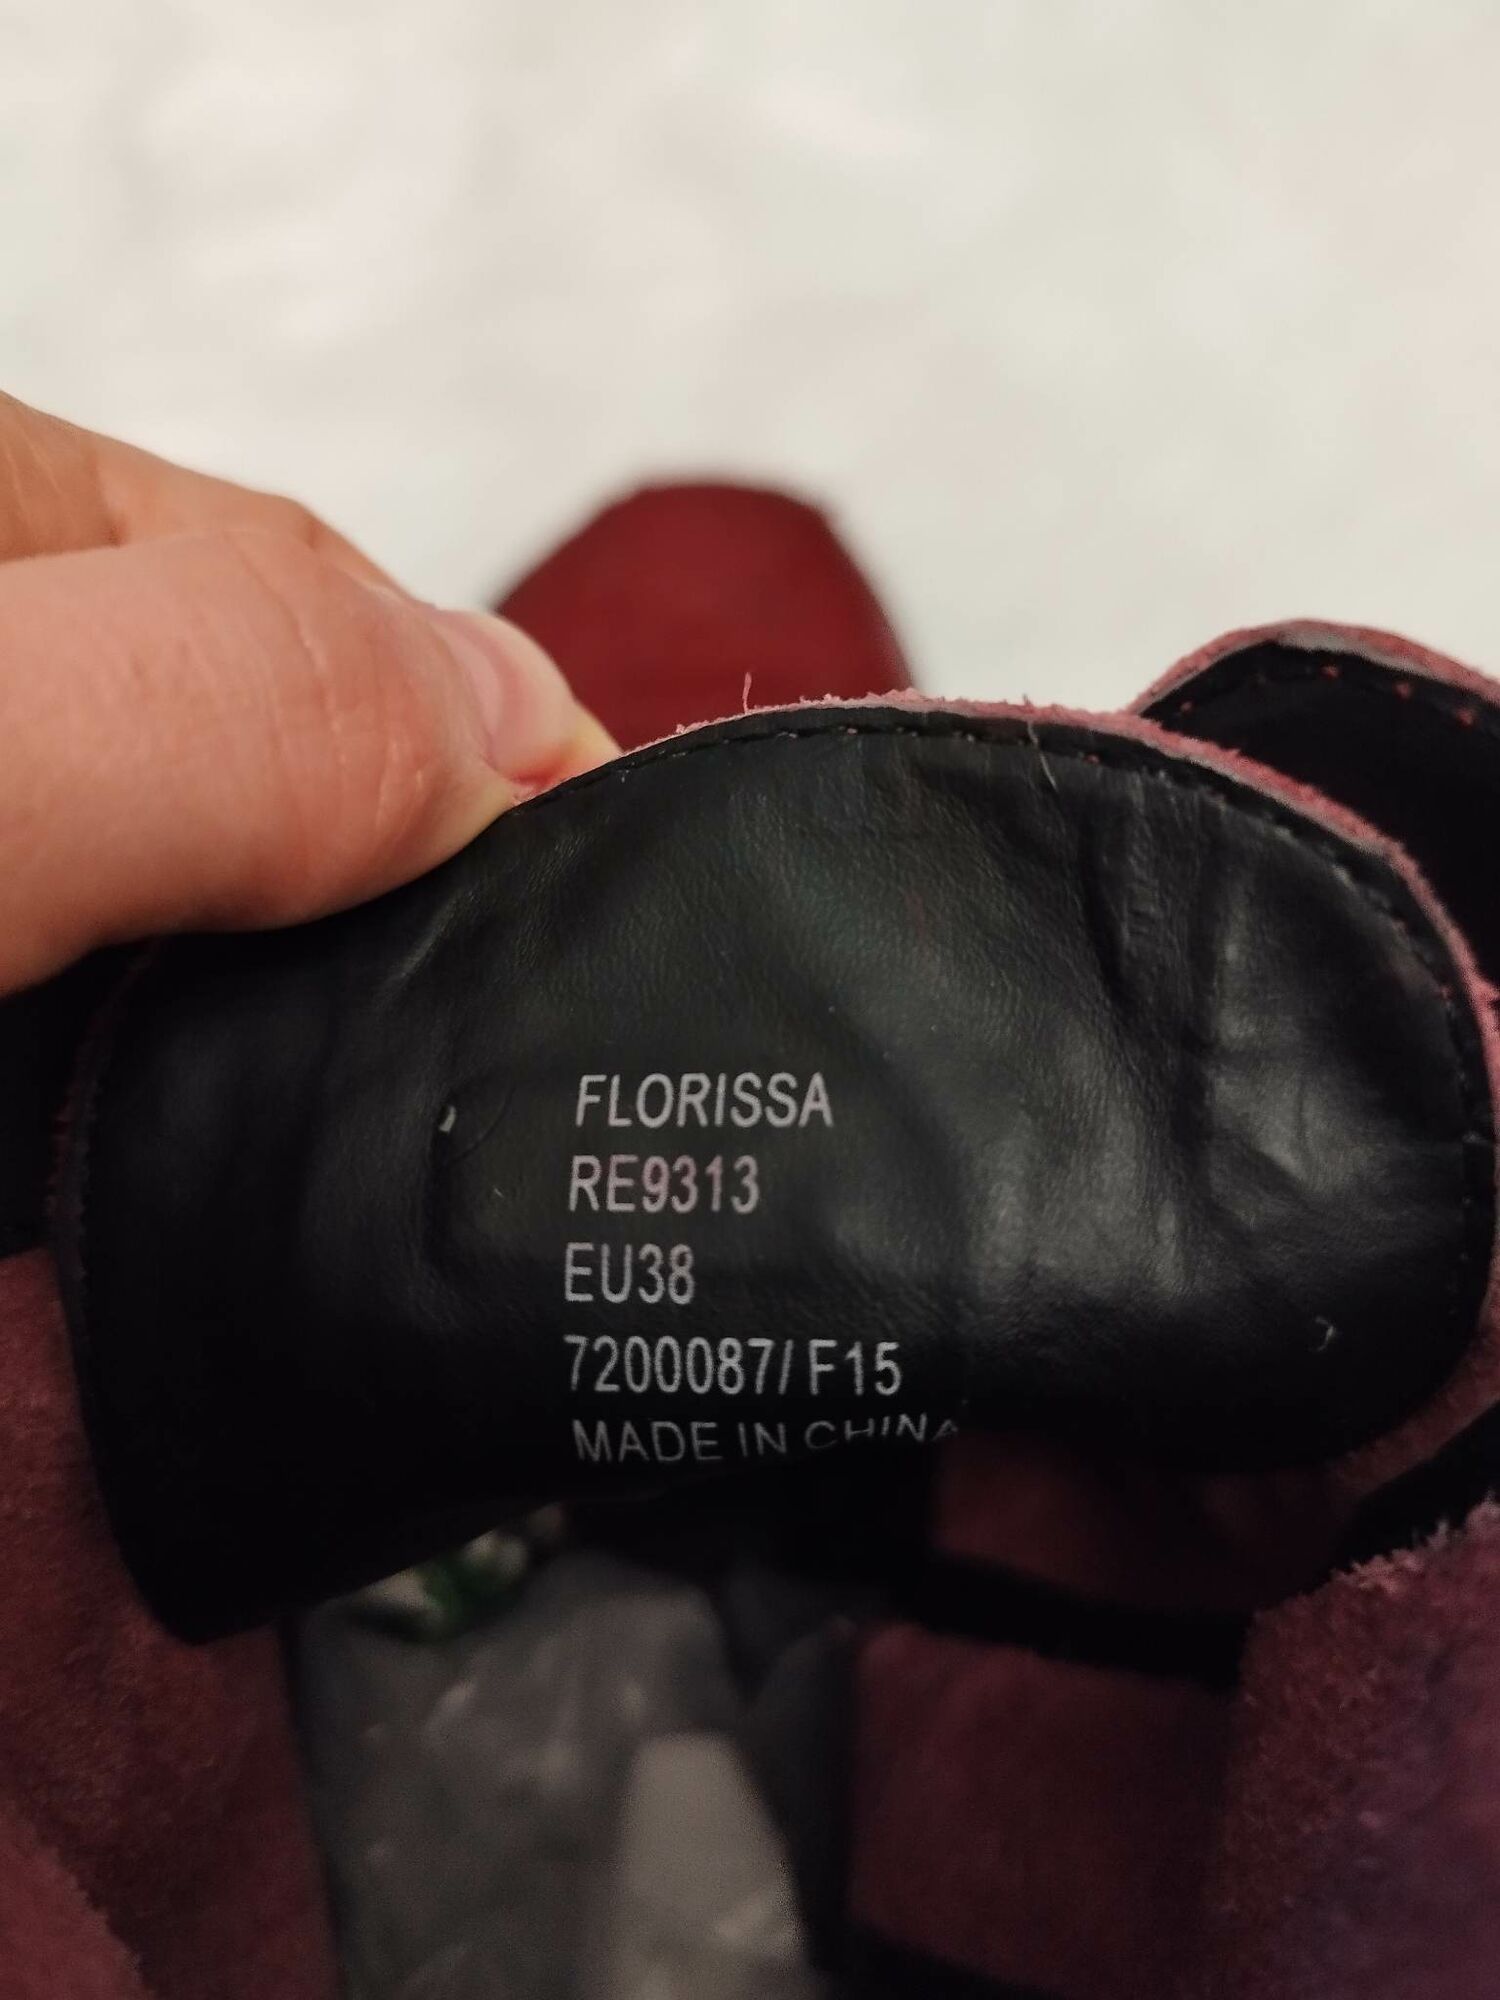 FLORISSA
RE9313
EU38
7200087/ F15
MADE IN CHINA